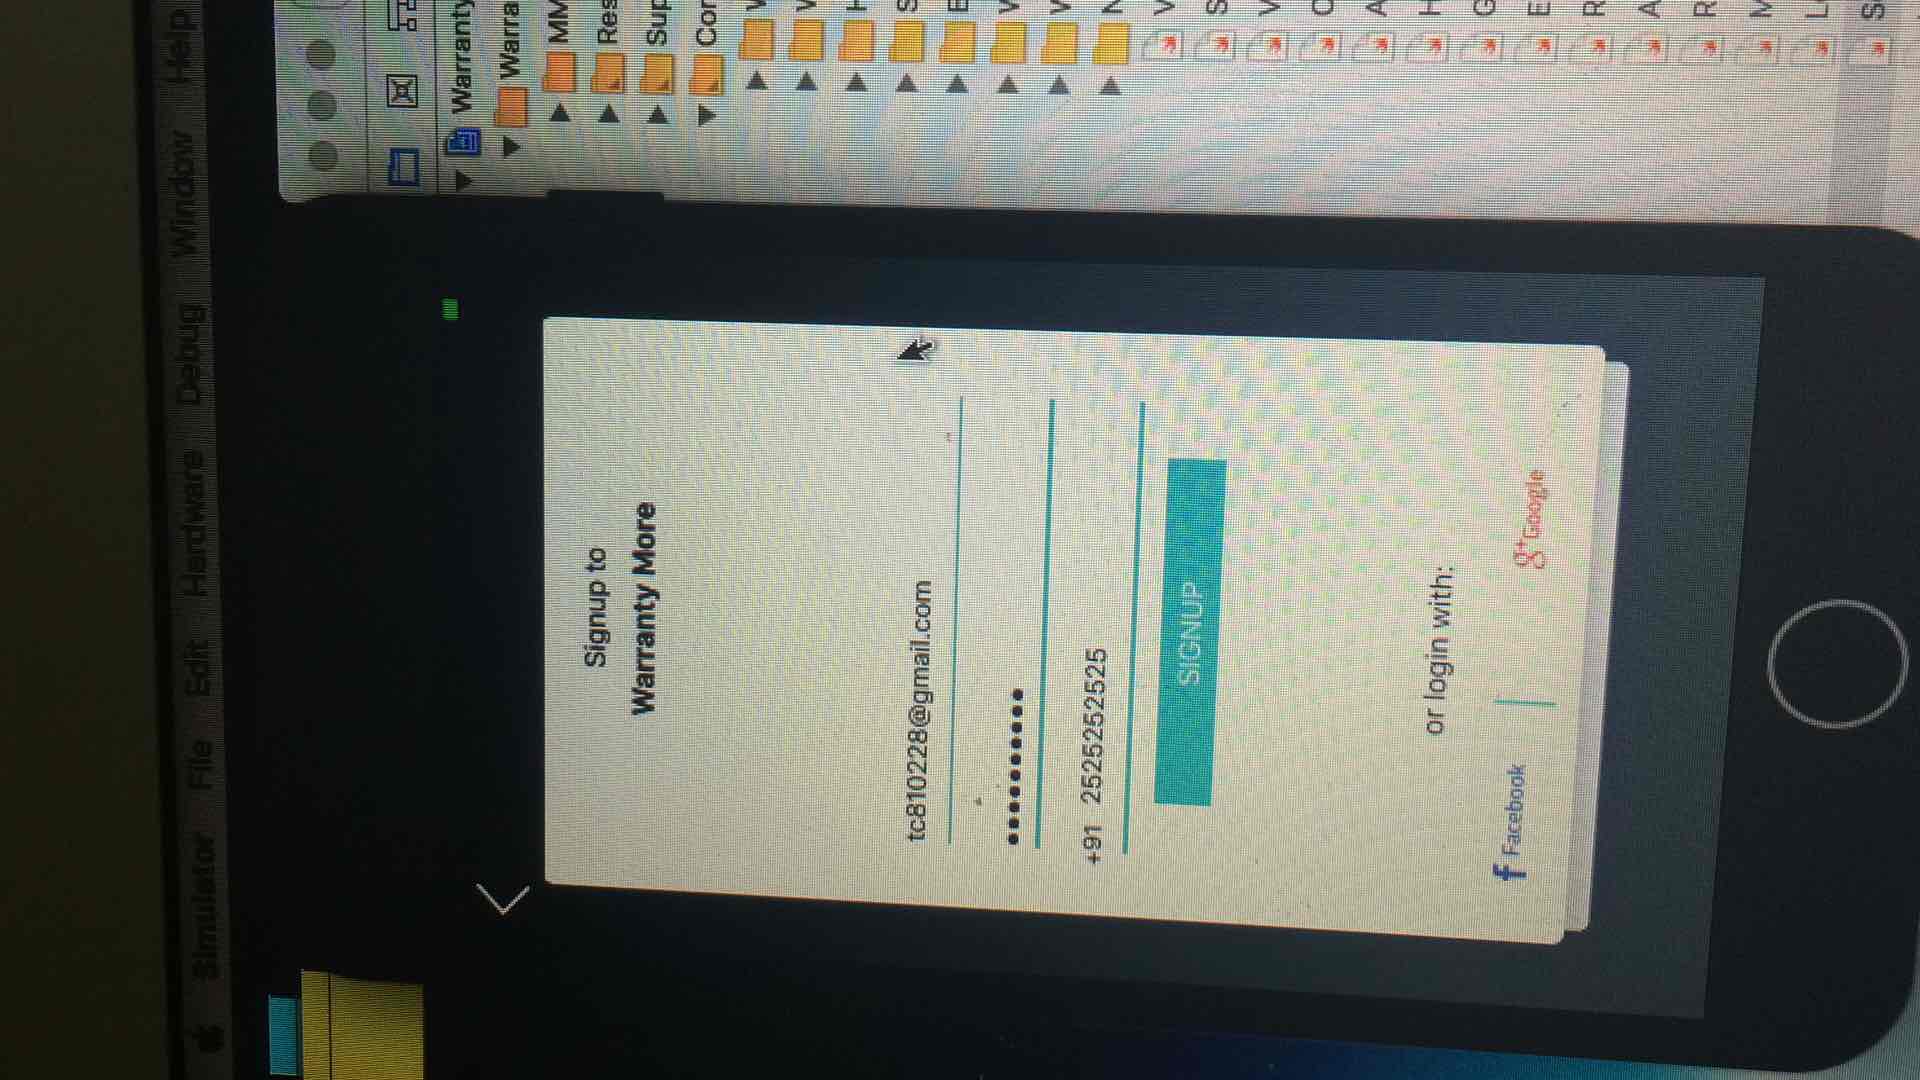 Simulator File Edit Hardware Debug Window Help
Signup to
Warranty More
tc810228@gmail.com
••••••••••
+91 2525252525
SIGNUP
or login with:
f Facebook
g+ Google
Warranty
Warra
MM
Res
Sup
Cor
V
V
H
S
E
V
V
N
V
S
V
C
A
H
G
E
R
A
R
M
L
S